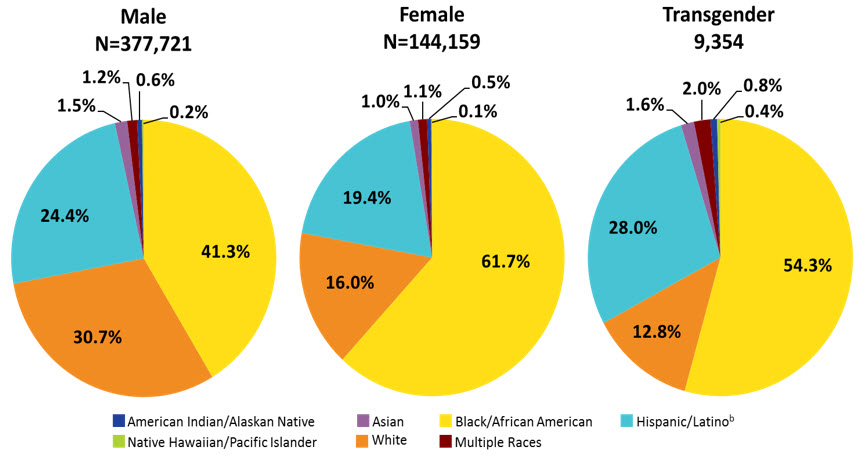 Male
N=377,721
1.2%
0.6%
1.5%
0.2%
24.4%
41.3%
30.7%
Female
N=144,159
1.1%
0.5%
1.0%
0.1%
19.4%
61.7%
16.0%
Transgender
9,354
2.0%
0.8%
1.6%
0.4%
28.0%
54.3%
12.8%
American Indian/Alaskan Native
Asian
Black/African American
Hispanic/Latinoᵇ
Native Hawaiian/Pacific Islander
White
Multiple Races